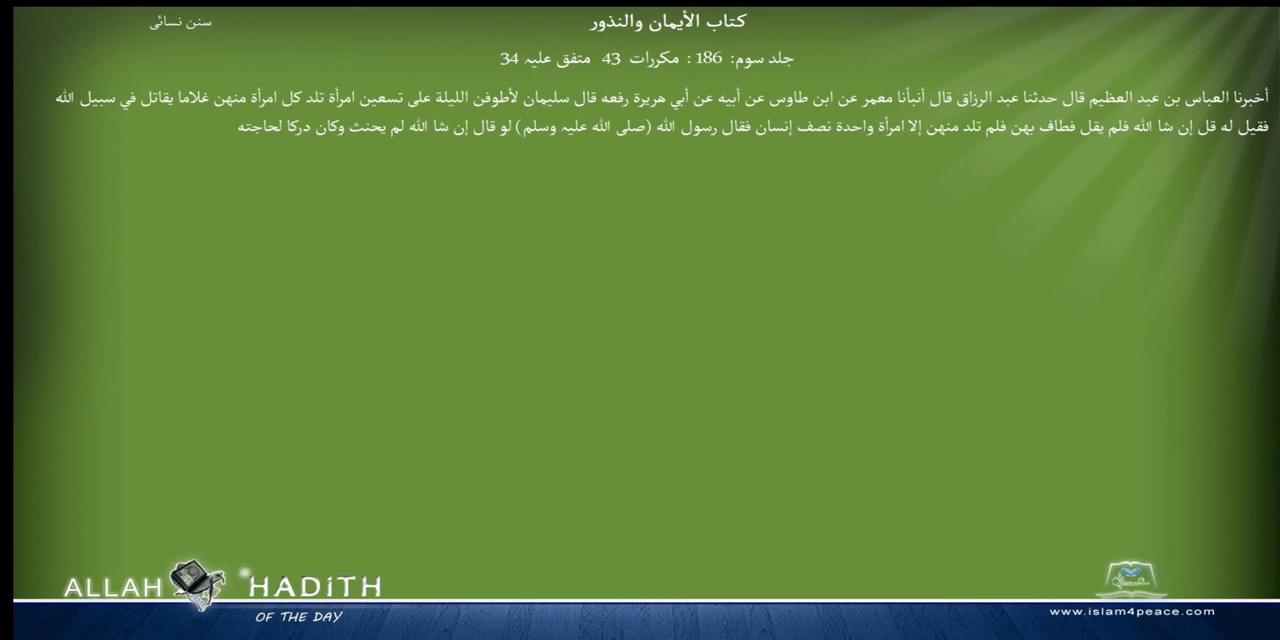 سنن نسائی
كتاب الأيمان والنذور
جلد سوم: 186 : مکررات 43 متفق علیہ 34
أخبرنا العباس بن عبد العظيم قال حدثنا عبد الرزاق قال أنبأنا معمر عن ابن طاوس عن أبيه عن أبي هريرة رفعه قال سليمان لأطوفن الليلة على تسعين امرأة تلد كل امرأة منهن غلاما يقاتل في سبيل الله
فقيل له قل إن شا الله فلم يقل فطاف بهن فلم تلد منهن إلا امرأة واحدة نصف إنسان فقال رسول الله (صلی الله علیہ وسلم) لو قال إن شا الله لم يحنث وكان دركا لحاجته
ALLAH HADITH
OF THE DAY
www.islam4peace.com